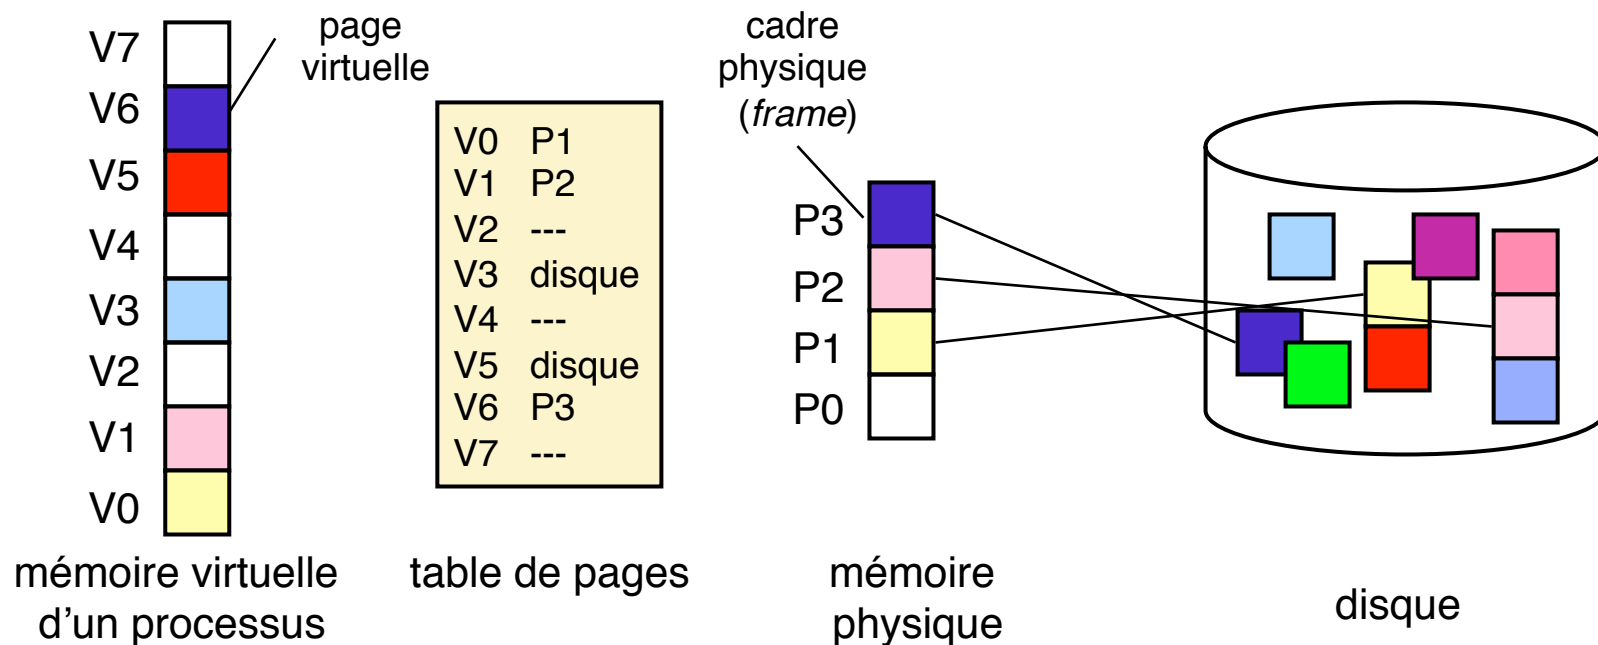 V7
V6
V5
V4
V3
V2
V1
V0
page
virtuelle
mémoire virtuelle
d'un processus
V0 P1
V1 P2
V2 ---
V3 disque
V4 ---
V5 disque
V6 P3
V7 ---
table de pages
cadre
physique
(frame)
P3
P2
P1
P0
mémoire
physique
disque